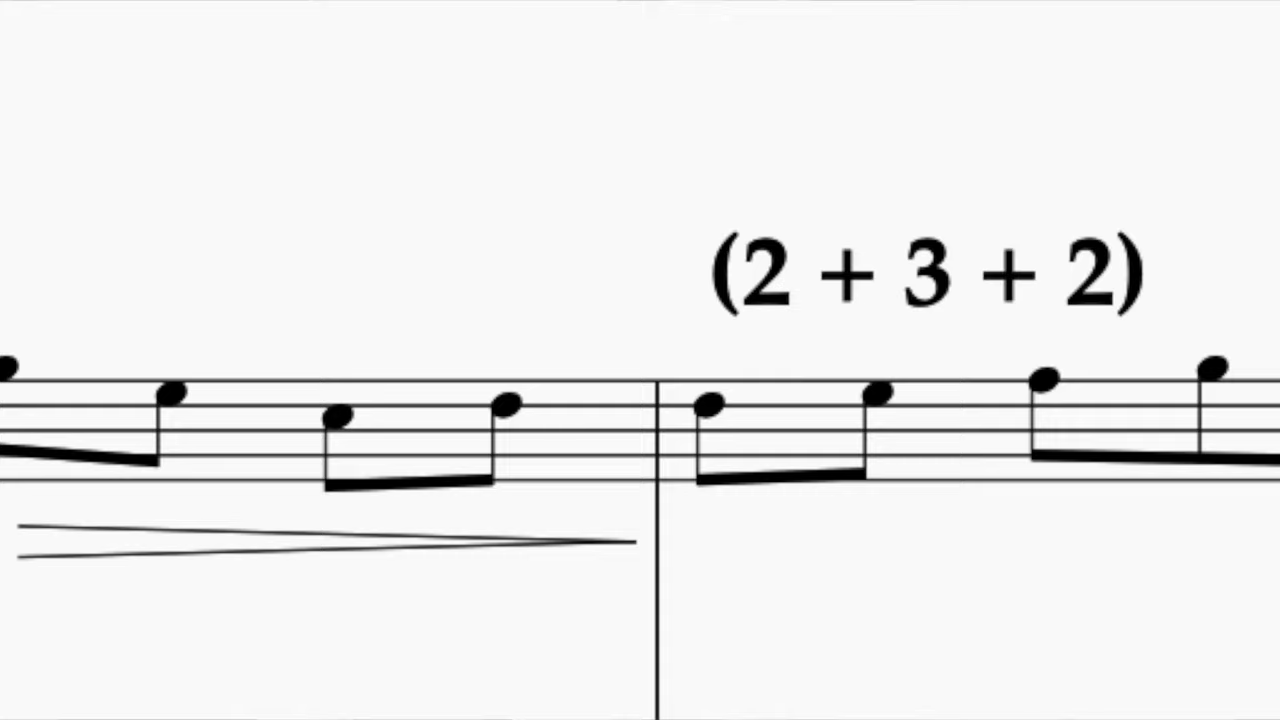 (2 + 3 + 2)